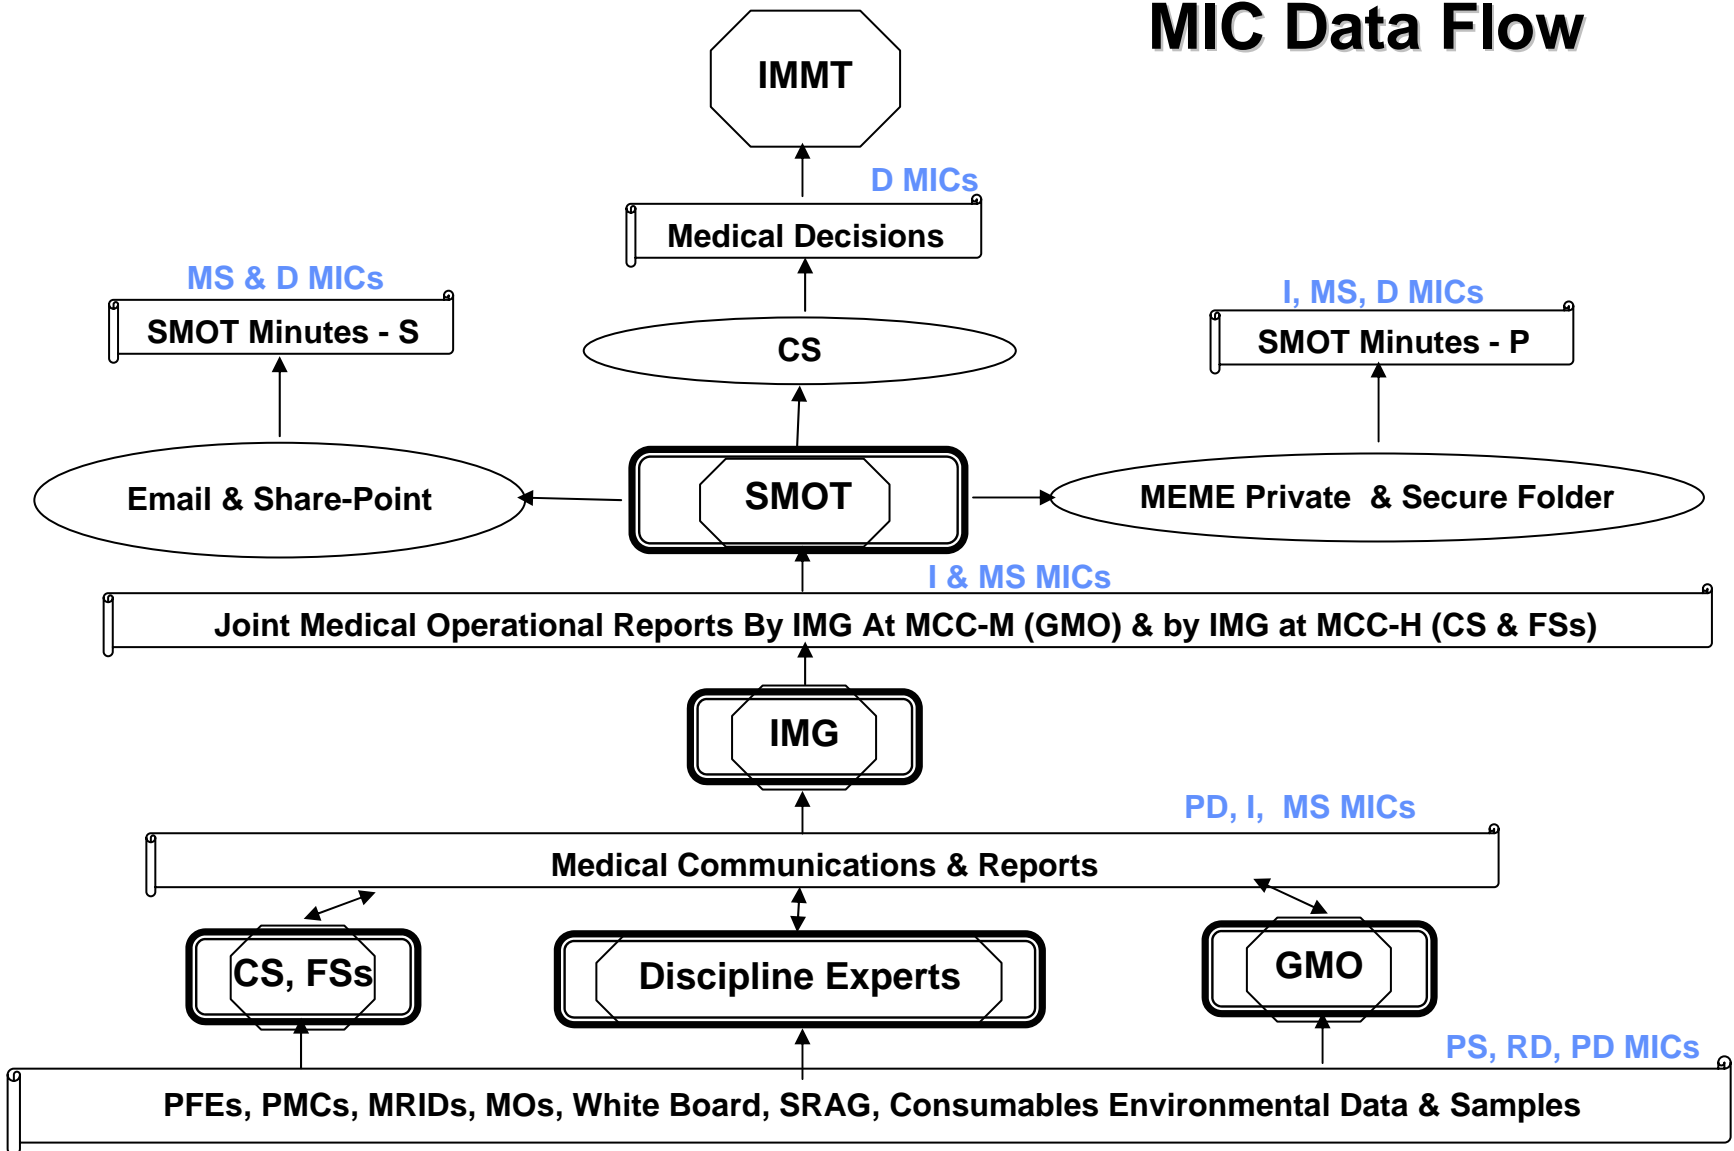 MIC Data Flow
IMMT
D MICs
Medical Decisions
MS & D MICs
I, MS, D MICs
SMOT Minutes - S
SMOT Minutes - P
CS
Email & Share-Point
SMOT
MEME Private & Secure Folder
I & MS MICs
Joint Medical Operational Reports By IMG At MCC-M (GMO) & by IMG at MCC-H (CS & FSs)
IMG
PD, I, MS MICs
Medical Communications & Reports
CS, FSs
Discipline Experts
GMO
PS, RD, PD MICs
PFEs, PMCs, MRIDs, MOs, White Board, SRAG, Consumables Environmental Data & Samples